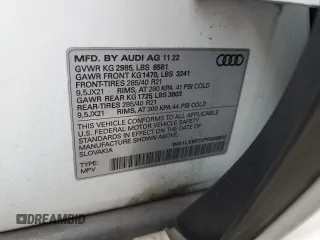 MFD. BY AUDI AG 11 22
GVWR KG 2985, LBS 6581
GAWR FRONT KG1470, LBS 3241
FRONT-TIRES 285/40 R21
9,5JX21 RIMS, AT 280 KPA 41 PSI COLD
GAWR REAR KG 1725 LBS 3803
REAR-TIRES 285/40 R21
9,5JX21 RIMS, AT 300 KPA 44 PSI COLD
THIS VEHICLE CONFORMS TO ALL APPLICABLE
U.S. FEDERAL MOTOR VEHICLE SAFETY
STANDARDS IN EFFECT ON THE DATE OF
MANUFACTURE SHOWN ABOVE.
SLOVAKIA
TYPE:
MPV
DREAMBID